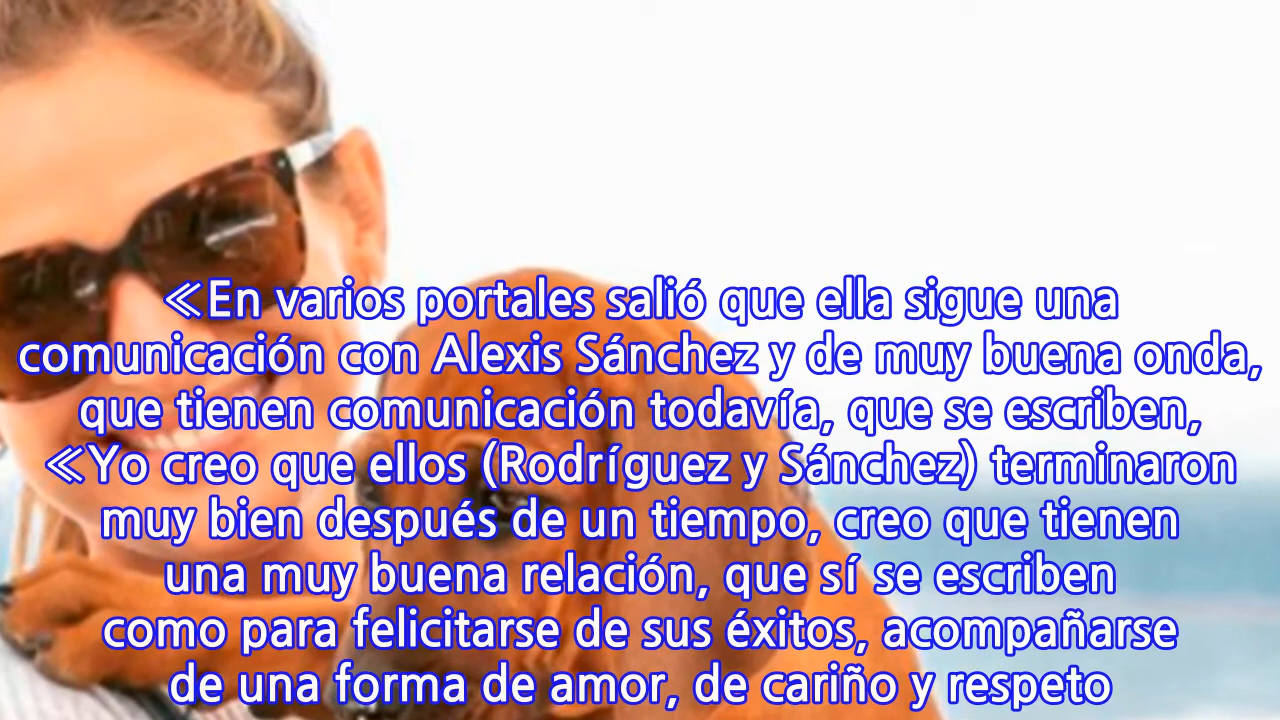 ≪En varios portales salió que ella sigue una
comunicación con Alexis Sánchez y de muy buena onda,
que tienen comunicación todavía, que se escriben,
≪Yo creo que ellos (Rodríguez y Sánchez) terminaron
muy bien después de un tiempo, creo que tienen
una muy buena relación, que sí se escriben
como para felicitarse de sus éxitos, acompañarse
de una forma de amor, de cariño y respeto